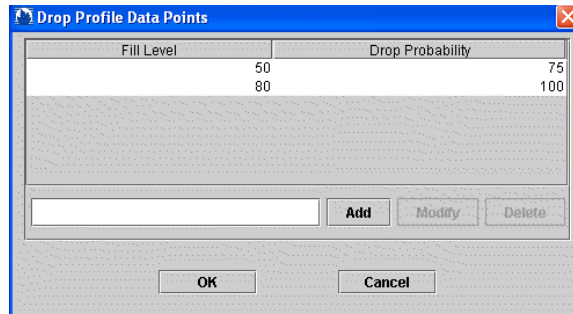 Drop Profile Data Points
Fill Level Drop Probability
50 75
80 100
Add Modify Delete
OK Cancel